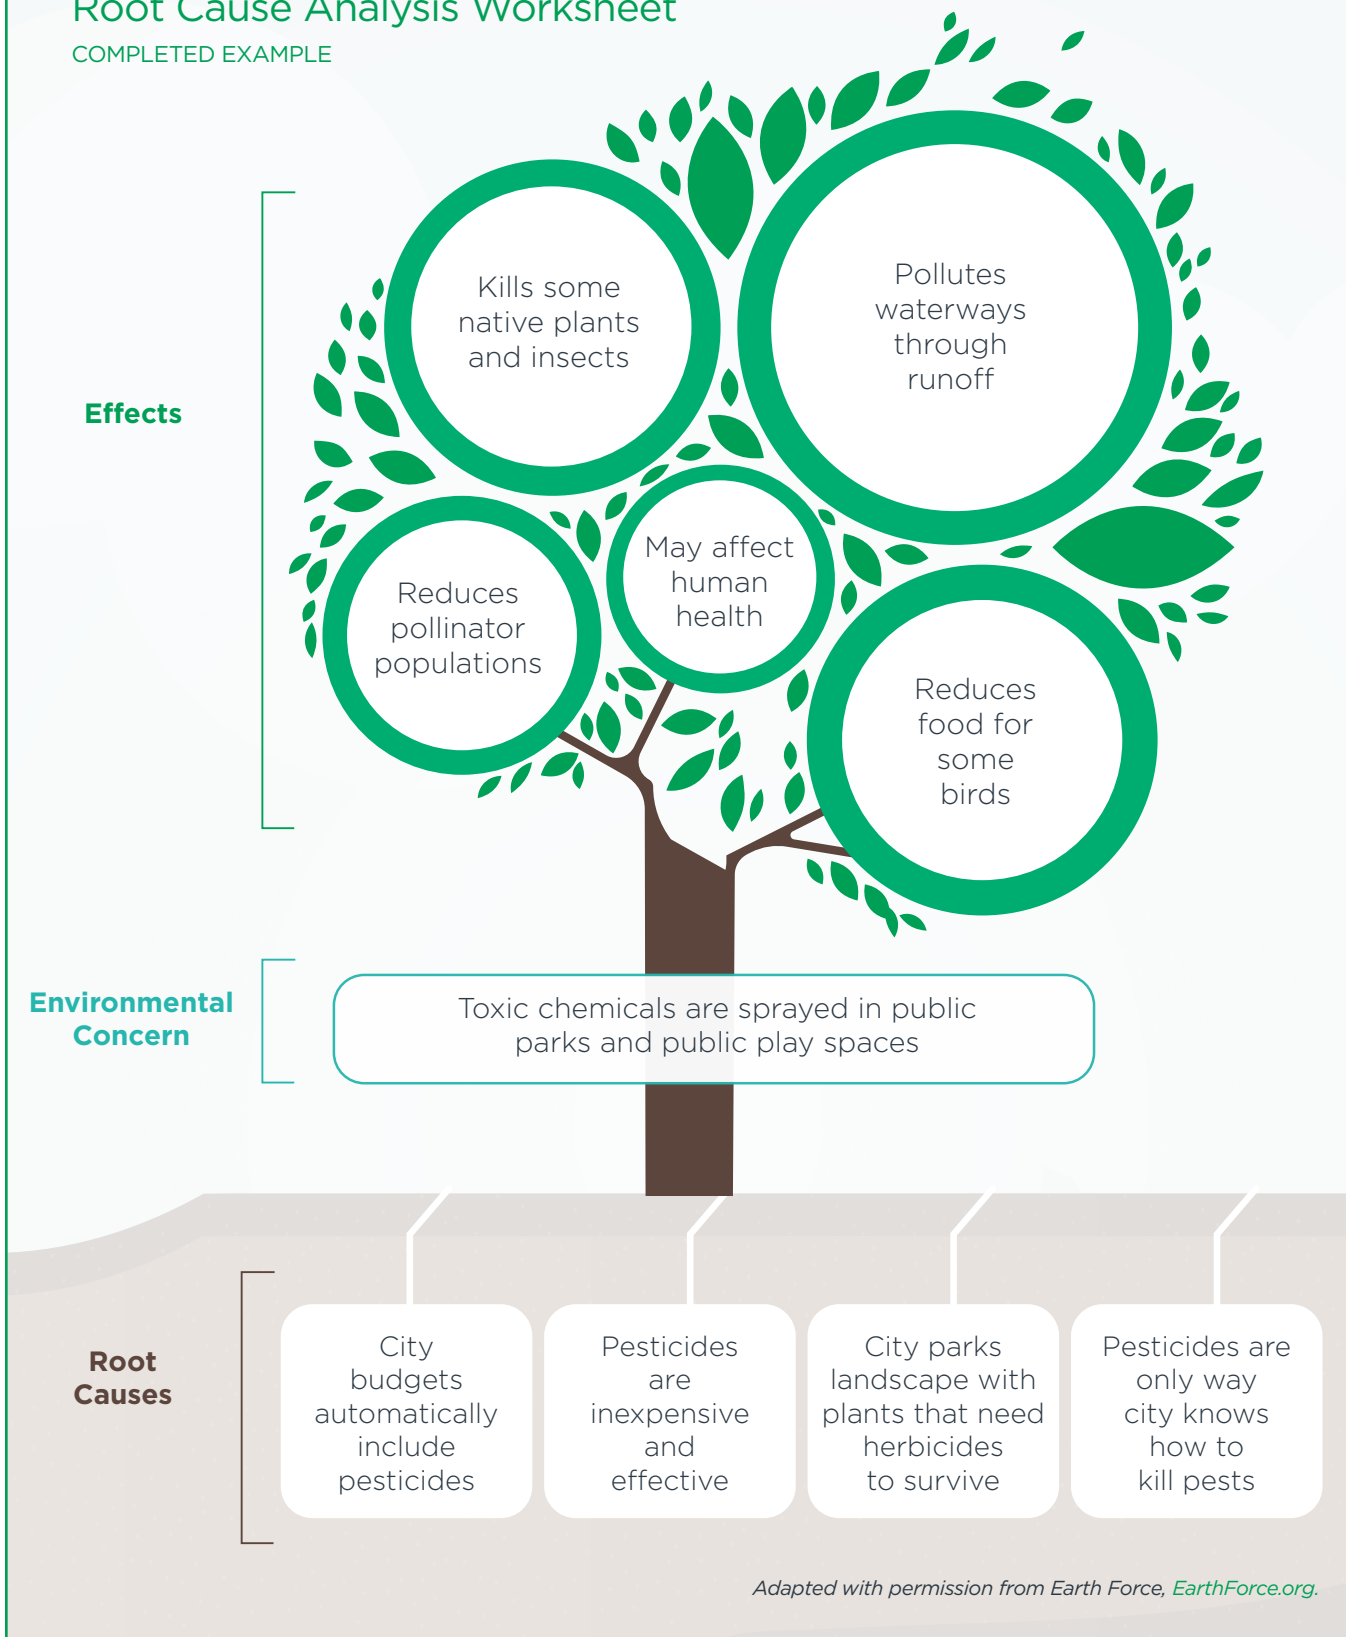 Root Cause Analysis Worksheet
COMPLETED EXAMPLE
Effects
Kills some
native plants
and insects
Pollutes
waterways
through
runoff
Reduces
pollinator
populations
May affect
human
health
Reduces
food for
some
birds
Environmental
Concern
Toxic chemicals are sprayed in public
parks and public play spaces
Root
Causes
City
budgets
automatically
include
pesticides
Pesticides
are
inexpensive
and
effective
City parks
landscape with
plants that need
herbicides
to survive
Pesticides are
only way
city knows
how to
kill pests
Adapted with permission from Earth Force, EarthForce.org.